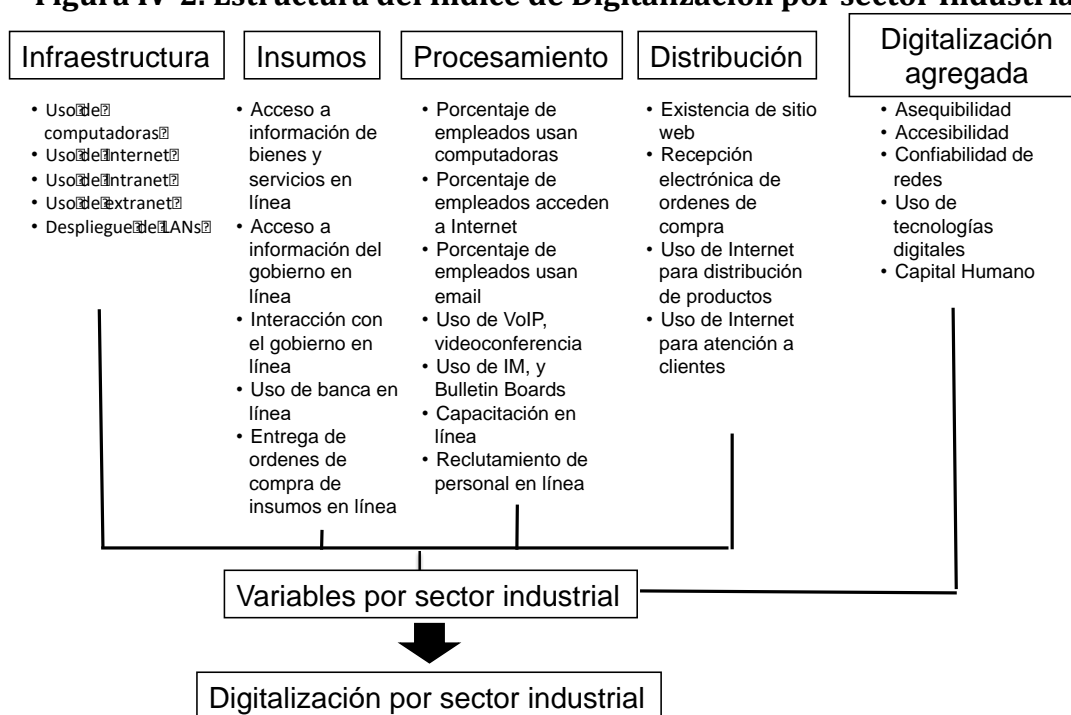 Figura IV-2. Estructura del Índice de Digitalización por sector industrial
Infraestructura
• Uso de
computadoras
• Uso de Internet
• Uso de Intranet
• Uso de extranet
• Despliegue de LANs
Insumos
• Acceso a
información de
bienes y
servicios en
línea
• Acceso a
información del
gobierno en
línea
• Interacción con
el gobierno en
línea
• Uso de banca en
línea
• Entrega de
ordenes de
compra de
insumos en línea
Procesamiento
• Porcentaje de
empleados usan
computadoras
• Porcentaje de
empleados acceden
a Internet
• Porcentaje de
empleados usan
email
• Uso de VoIP,
videoconferencia
• Uso de IM, y
Bulletin Boards
• Capacitación en
línea
• Reclutamiento de
personal en línea
Distribución
• Existencia de sitio
web
• Recepción
electrónica de
ordenes de
compra
• Uso de Internet
para distribución
de productos
• Uso de Internet
para atención a
clientes
Digitalización
agregada
• Asequibilidad
• Accesibilidad
• Confiabilidad de
redes
• Uso de
tecnologías
digitales
• Capital Humano
Variables por sector industrial
Digitalización por sector industrial